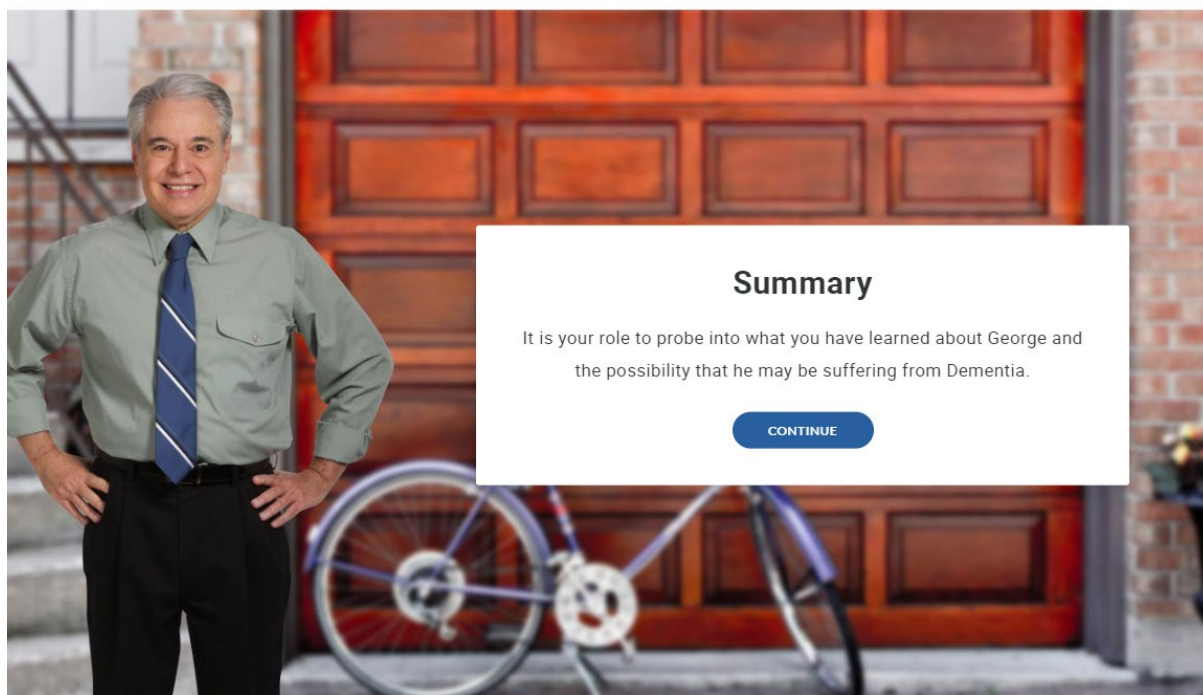 Summary
It is your role to probe into what you have learned about George and
the possibility that he may be suffering from Dementia.
CONTINUE